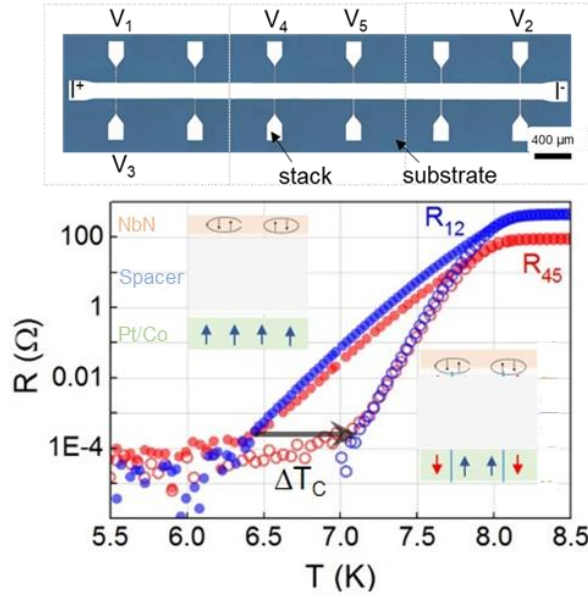 V1 V4 V5 V2
I+ I-
V3
400 µm
stack substrate
NbN
Spacer
Pt/Co
R12
R45
ΔTC
R (Ω)
100
1
0.01
1E-4
5.5 6.0 6.5 7.0 7.5 8.0 8.5
T (K)